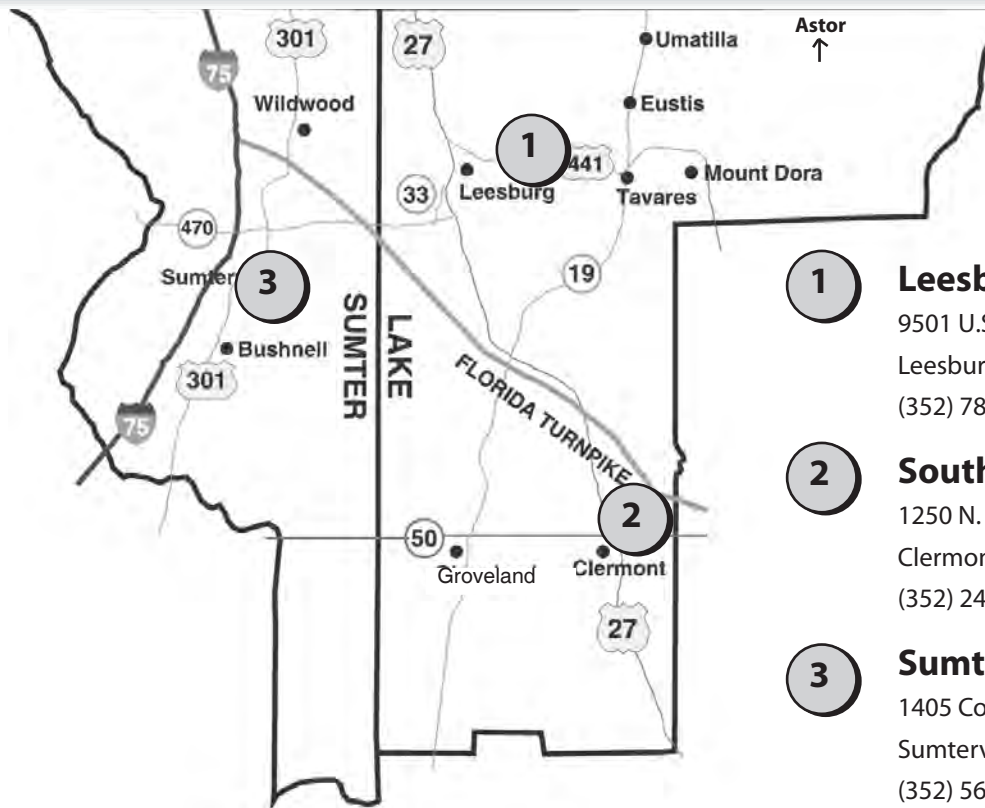 Astor
301
27
Umatilla
75
Wildwood
Eustis
1
441
Leesburg
33
Tavares
Mount Dora
470
Sumter
3
19
SUMTER
LAKE
Bushnell
301
FLORIDA TURNPIKE
75
2
50
Groveland
Clermont
27
1
Leesb
9501 U.S
Leesbur
(352) 78
2
South
1250 N.
Clermon
(352) 24
3
Sumt
1405 Co
Sumterv
(352) 56